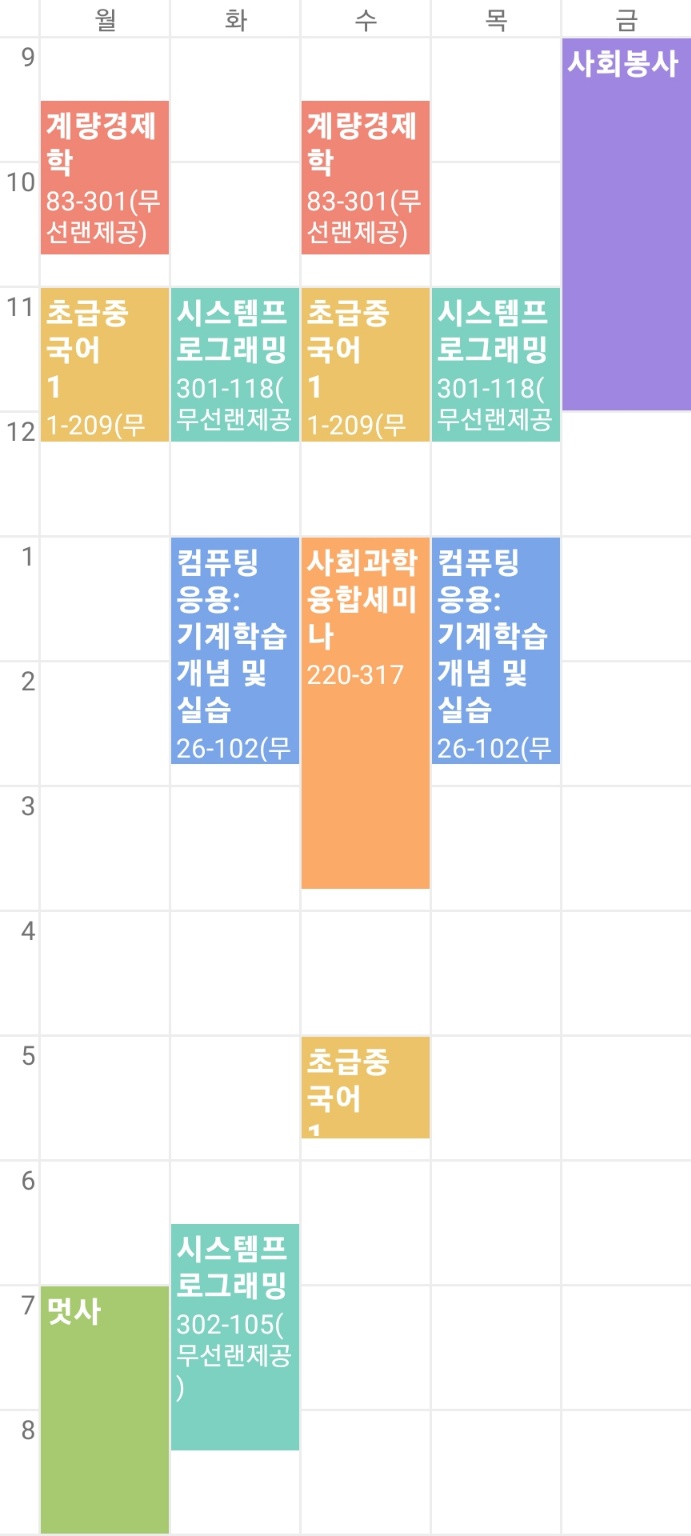 월 화 수 목 금
9
사회봉사
계량경제
학
83-301(무
선랜제공)
계량경제
학
83-301(무
선랜제공)
10
11
초급중
국어
1
1-209(무
시스템프
로그래밍
301-118(
무선랜제공
초급중
국어
1
1-209(무
시스템프
로그래밍
301-118(
무선랜제공
12
1
컴퓨팅
응용:
기계학습
개념 및
실습
26-102(무
사회과학
융합세미
나
220-317
컴퓨팅
응용:
기계학습
개념 및
실습
26-102(무
2
3
4
5
초급중
국어
1
6
시스템프
로그래밍
302-105(
무선랜제공
)
7
멋사
8